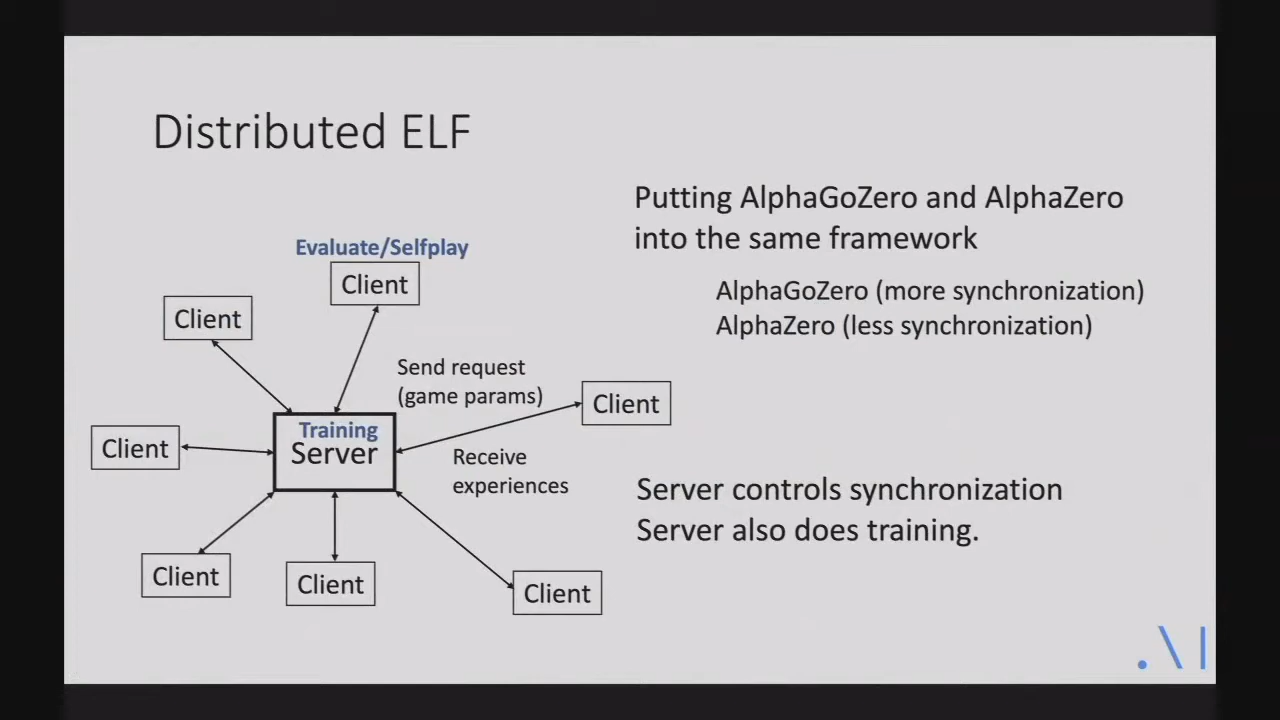 Distributed ELF
Putting AlphaGoZero and AlphaZero
into the same framework
AlphaGoZero (more synchronization)
AlphaZero (less synchronization)
Evaluate/Selfplay
Client
Client
Send request
(game params)
Client
Training
Server
Client
Receive
experiences
Server controls synchronization
Server also does training.
Client
Client
Client
.\I